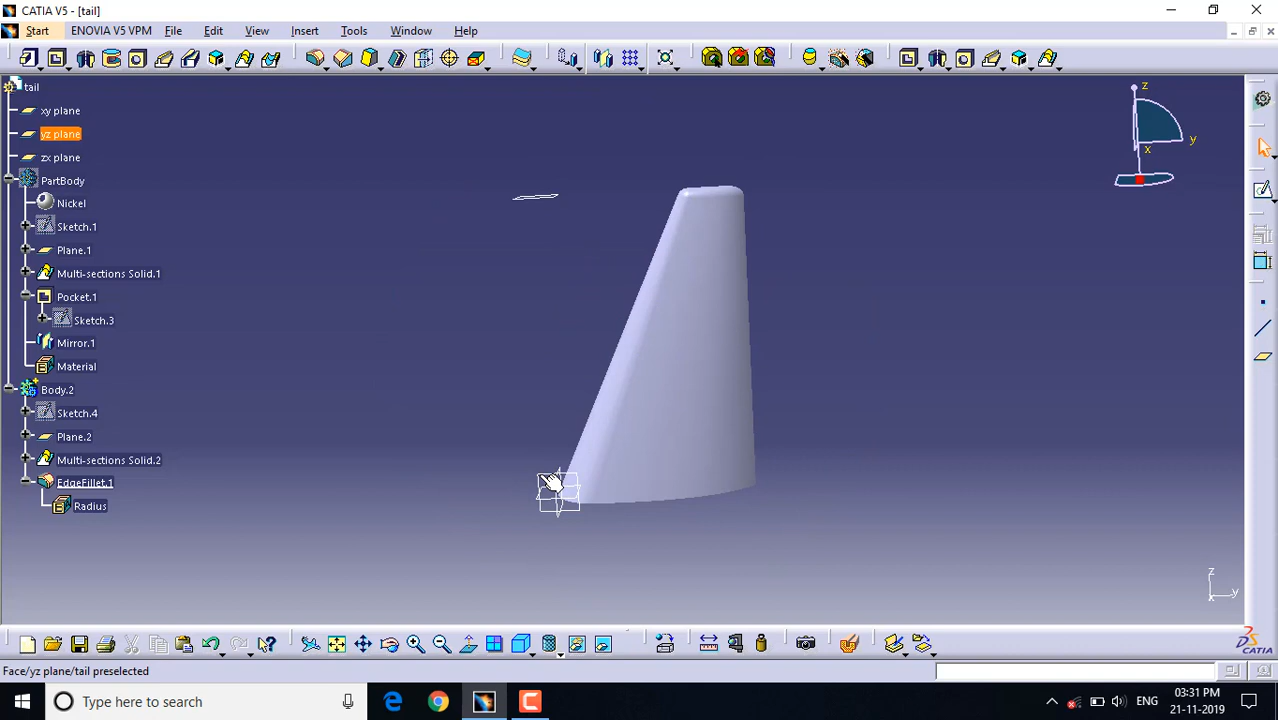 CATIA V5 - [tail]
Start ENOVIA V5 VPM File Edit View Insert Tools Window Help
tail
xy plane
yz plane
zx plane
PartBody
Nickel
Sketch.1
Plane.1
Multi-sections Solid.1
Pocket.1
Sketch.3
Mirror.1
Material
Body.2
Sketch.4
Plane.2
Multi-sections Solid.2
EdgeFillet.1
Radius
z
y
x
z
y
x
CATIA
Face/yz plane/tail preselected
Type here to search
ENG
03:31 PM
21-11-2019